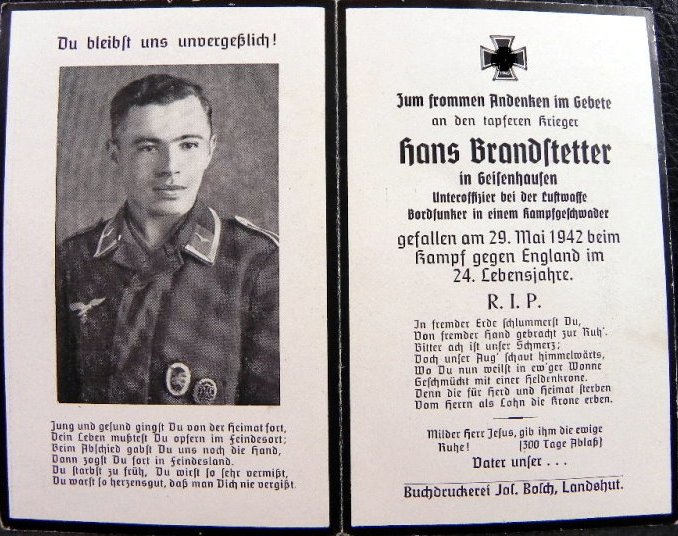 Du bleibst uns unvergeßlich!
Jung und gesund gingst Du von der Heimat fort,
Dein Leben mußtest Du opfern im Feindesort;
Beim Abschied gabst Du uns noch die Hand,
Dann zogst Du fort in Feindesland.
Du starbst zu früh, Du wirst so sehr vermißt,
Du warst so herzensgut, daß man Dich nie vergißt.
Zum frommen Andenken im Gebete
an den tapferen Krieger
Hans Brandstetter
in Geisenhausen
Unteroffizier bei der Luftwaffe
Bordfunker in einem Kampfgeschwader
gefallen am 29. Mai 1942 beim
Kampf gegen England im
24. Lebensjahre.
R. I. P.
In fremder Erde schlummerst Du,
Von fremder Hand gebracht zur Ruh'.
Bitter ach ist unser Schmerz;
Doch unser Aug' schaut himmelwärts,
Wo Du nun weilst in ew'ger Wonne
Geschmückt mit einer Heldenkrone.
Denn die für Herd und Heimat sterben
Vom Herrn als Lohn die Krone erben.
Milder Herr Jesus, gib ihm die ewige
Ruhe! (300 Tage Ablaß)
Vater unser . . .
Buchdruckerei Jos. Bosch, Landshut.